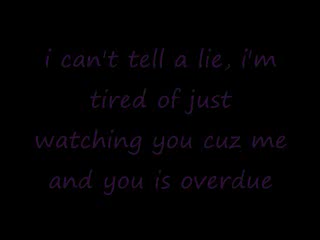 i can't tell a lie, i'm
tired of just
watching you cuz me
and you is overdue